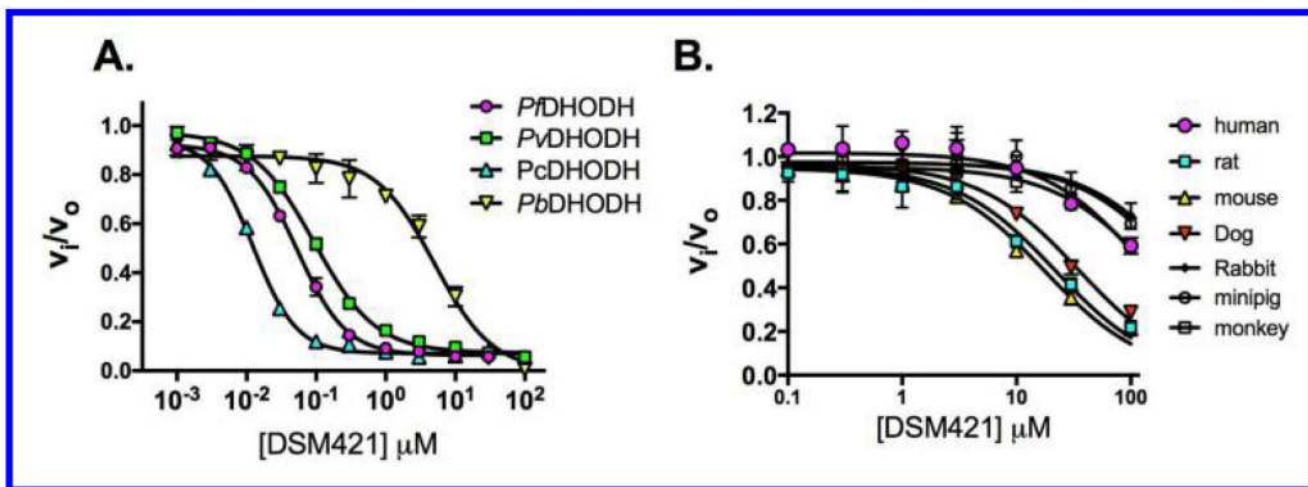 A.
PfDHODH
PvDHODH
PcDHODH
PbDHODH
vi/vo
1.0
0.8
0.6
0.4
0.2
0.0
10-3 10-2 10-1 100 101 102
[DSM421] μM
B.
human
rat
mouse
Dog
Rabbit
minipig
monkey
vi/vo
1.2
1.0
0.8
0.6
0.4
0.2
0.0
0.1 1 10 100
[DSM421] μM